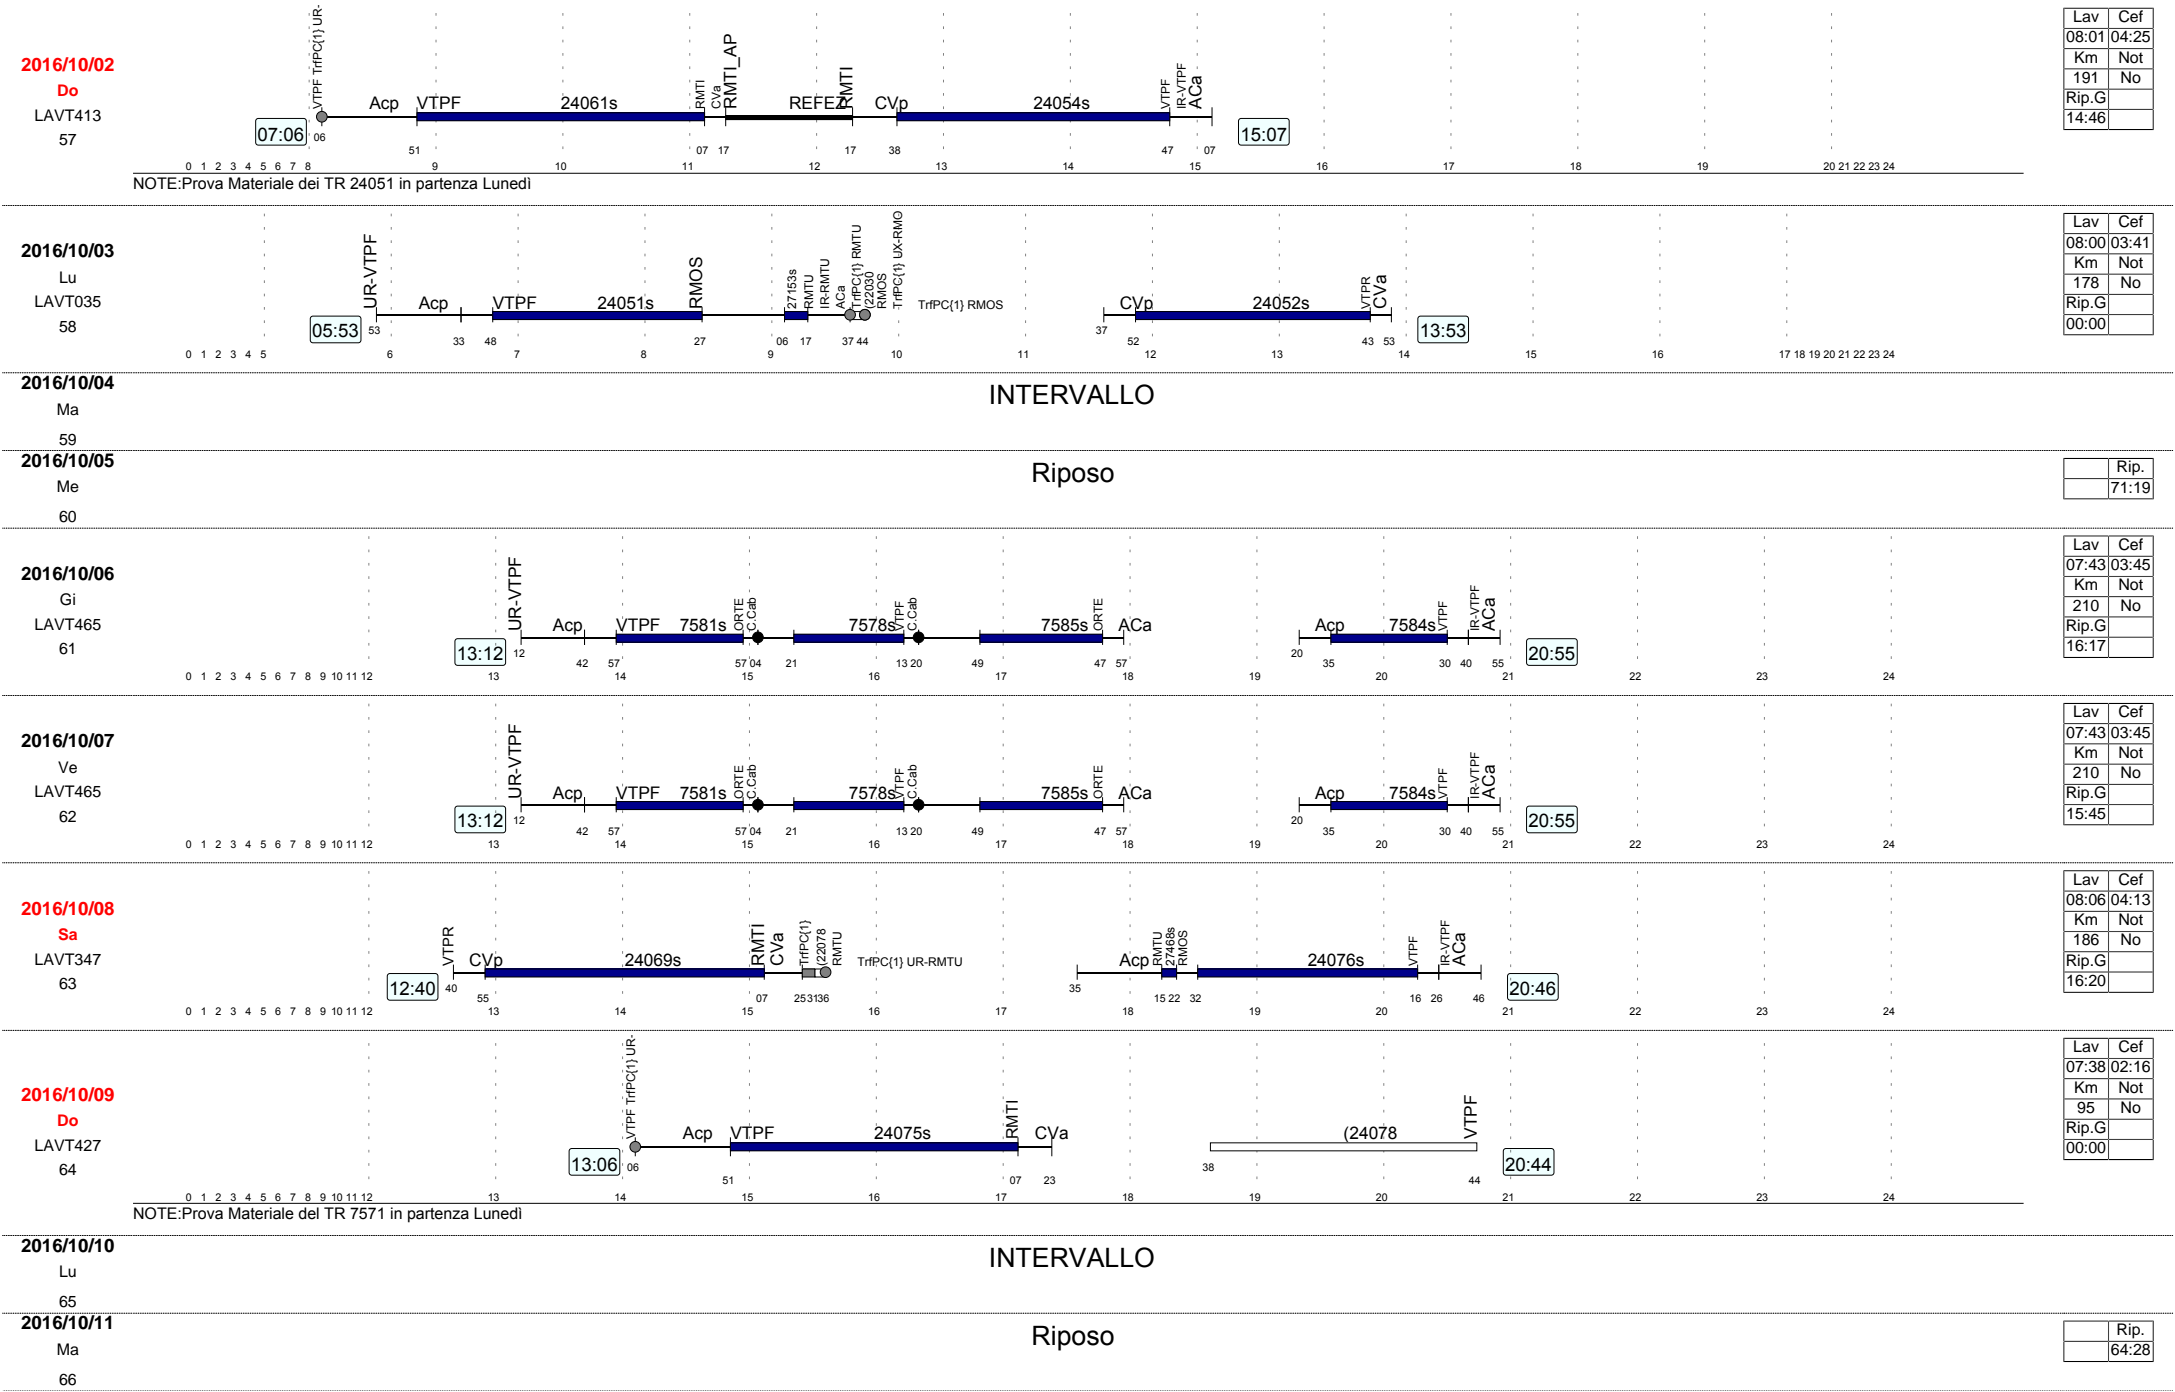 2016/10/02
Do
LAVT413
57
07:06
VTPF TrfPC{1} UR-
Acp VTPF 24061s RMTI CVa RMTI_AP REFEZ RMTI CVp 24054s VTPF IR-VTPF ACa
15:07
06 51 07 17 17 38 47 07
0 1 2 3 4 5 6 7 8 9 10 11 12 13 14 15 16 17 18 19 20 21 22 23 24
NOTE:Prova Materiale dei TR 24051 in partenza Lunedì
Lav Cef
08:01 04:25
Km Not
191 No
Rip.G
14:46
2016/10/03
Lu
LAVT035
58
05:53
UR-VTPF Acp VTPF 24051s RMOS 27153s RMTU IR-RMTU ACa TrfPC{1} RMTU (22030 RMOS TrfPC{1} UX-RMO TrfPC{1} RMOS CVp 24052s VTPR CVa
13:53
53 33 48 27 06 17 37 44 37 52 43 53
0 1 2 3 4 5 6 7 8 9 10 11 12 13 14 15 16 17 18 19 20 21 22 23 24
Lav Cef
08:00 03:41
Km Not
178 No
Rip.G
00:00
2016/10/04
Ma
59
INTERVALLO
2016/10/05
Me
60
Riposo
Rip.
71:19
2016/10/06
Gi
LAVT465
61
13:12
UR-VTPF Acp VTPF 7581s ORTE C.Cab 7578s VTPF C.Cab 7585s ORTE ACa Acp 7584s VTPF IR-VTPF ACa
20:55
12 42 57 57 04 21 13 20 49 47 57 20 35 30 40 55
0 1 2 3 4 5 6 7 8 9 10 11 12 13 14 15 16 17 18 19 20 21 22 23 24
Lav Cef
07:43 03:45
Km Not
210 No
Rip.G
16:17
2016/10/07
Ve
LAVT465
62
13:12
UR-VTPF Acp VTPF 7581s ORTE C.Cab 7578s VTPF C.Cab 7585s ORTE ACa Acp 7584s VTPF IR-VTPF ACa
20:55
12 42 57 57 04 21 13 20 49 47 57 20 35 30 40 55
0 1 2 3 4 5 6 7 8 9 10 11 12 13 14 15 16 17 18 19 20 21 22 23 24
Lav Cef
07:43 03:45
Km Not
210 No
Rip.G
15:45
2016/10/08
Sa
LAVT347
63
12:40
VTPR CVp 24069s RMTI CVa TrfPC{1} (22078 RMTU TrfPC{1} UR-RMTU Acp RMTU 27468s RMOS 24076s VTPF IR-VTPF ACa
20:46
40 55 07 25 31 36 35 15 22 32 16 26 46
0 1 2 3 4 5 6 7 8 9 10 11 12 13 14 15 16 17 18 19 20 21 22 23 24
Lav Cef
08:06 04:13
Km Not
186 No
Rip.G
16:20
2016/10/09
Do
LAVT427
64
13:06
VTPF TrfPC{1} UR-
Acp VTPF 24075s RMTI CVa (24078 VTPF
20:44
06 51 07 23 38 44
0 1 2 3 4 5 6 7 8 9 10 11 12 13 14 15 16 17 18 19 20 21 22 23 24
NOTE:Prova Materiale del TR 7571 in partenza Lunedì
Lav Cef
07:38 02:16
Km Not
95 No
Rip.G
00:00
2016/10/10
Lu
65
INTERVALLO
2016/10/11
Ma
66
Riposo
Rip.
64:28